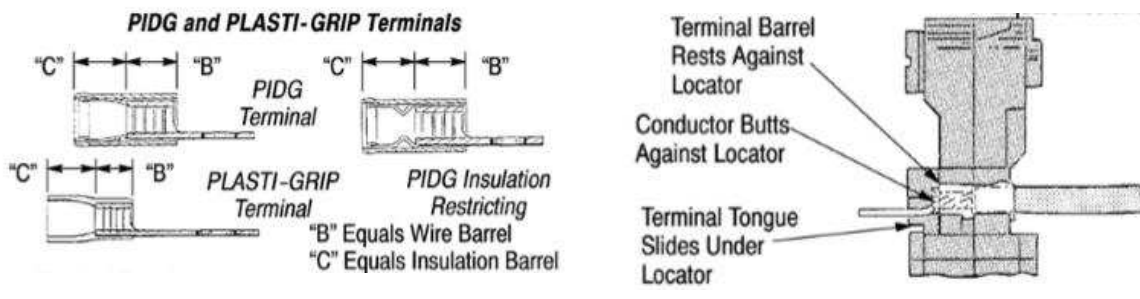 PIDG and PLASTI-GRIP Terminals
"C" "B"
PIDG
Terminal
"C" "B"
"C" "B"
PLASTI-GRIP
Terminal
PIDG Insulation
Restricting
"B" Equals Wire Barrel
"C" Equals Insulation Barrel
Terminal Barrel
Rests Against
Locator
Conductor Butts
Against Locator
Terminal Tongue
Slides Under
Locator